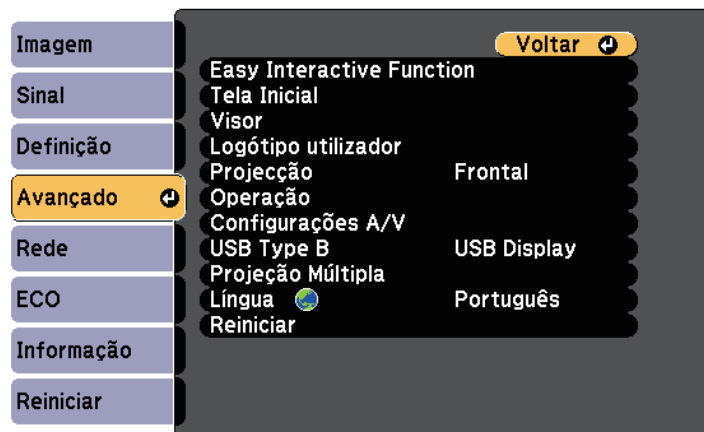 Imagem
Sinal
Definição
Avançado
Rede
ECO
Informação
Reiniciar
Voltar
Easy Interactive Function
Tela Inicial
Visor
Logótipo utilizador
Projecção Frontal
Operação
Configurações A/V
USB Type B USB Display
Projeção Múltipla
Língua Português
Reiniciar